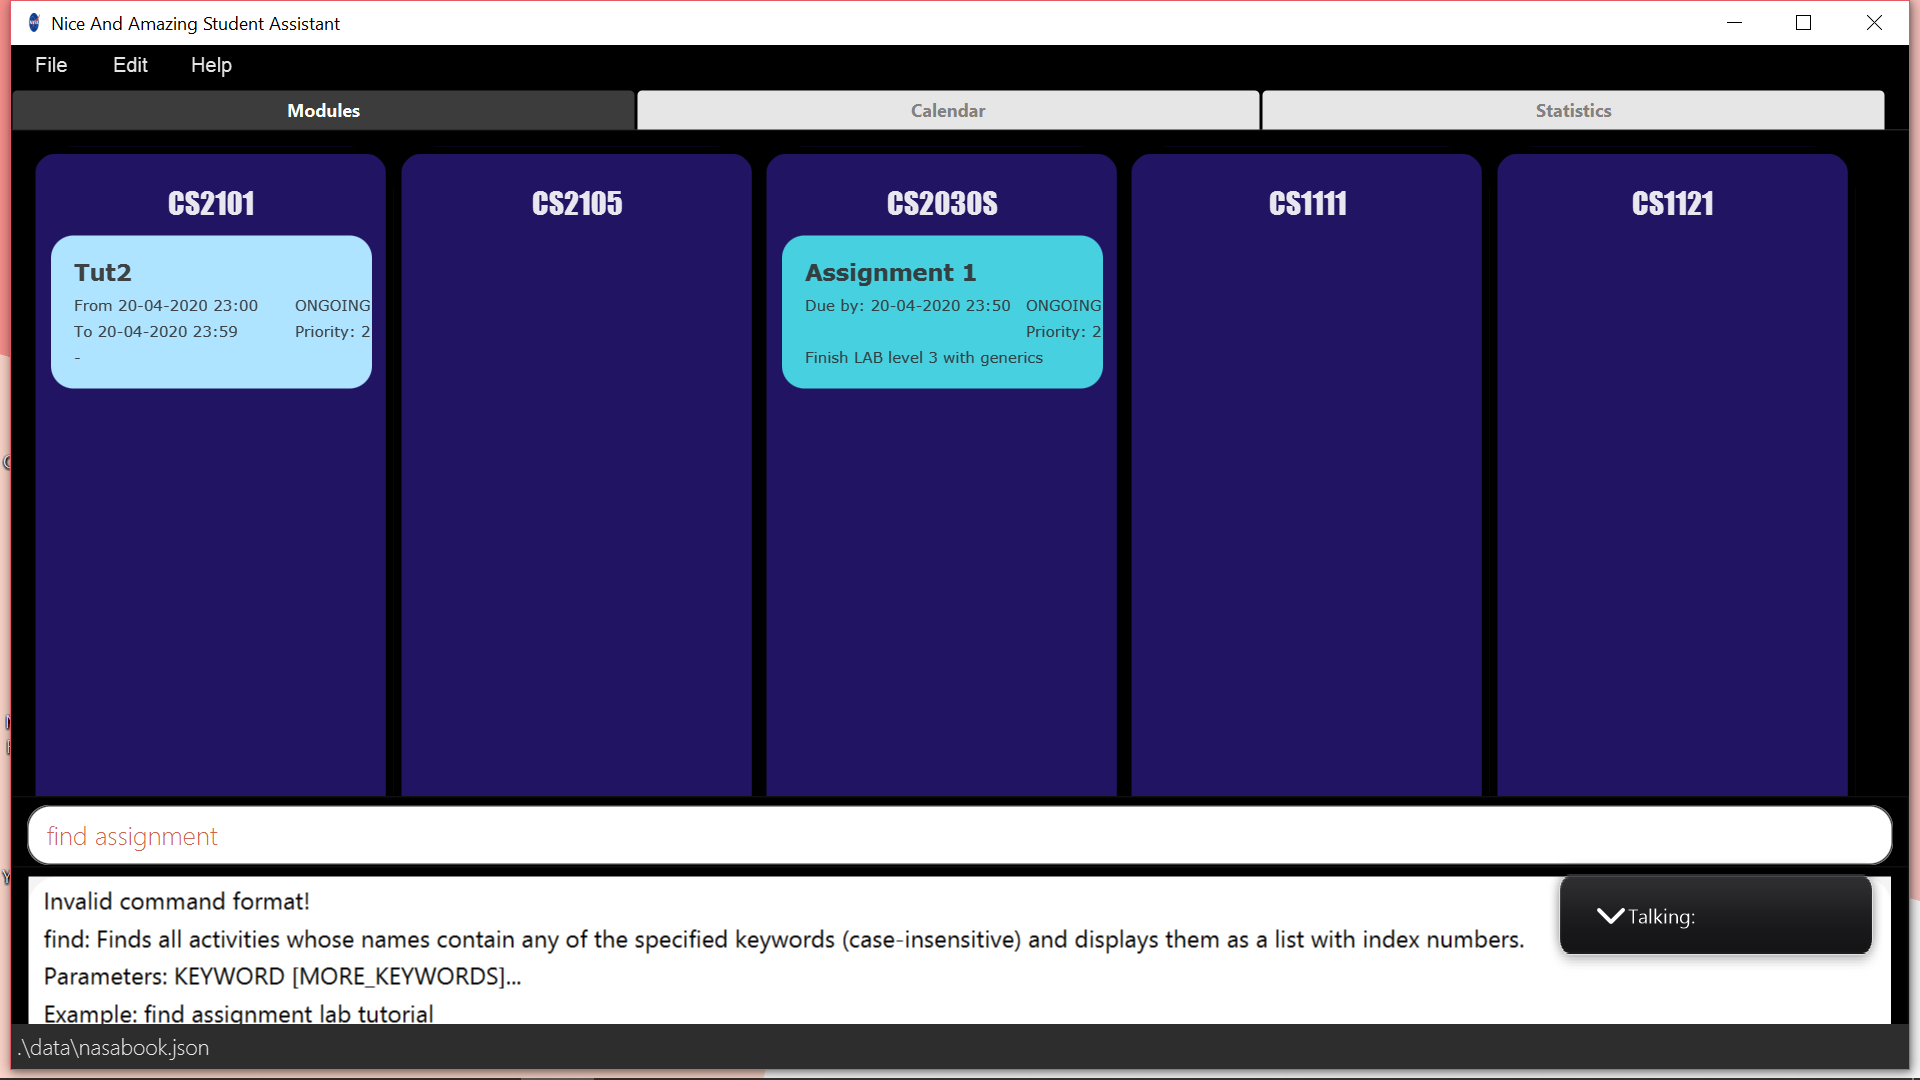 Nice And Amazing Student Assistant
File Edit Help
Modules Calendar Statistics
CS2101 CS2105 CS2030S CS1111 CS1121
Tut2
From 20-04-2020 23:00 ONGOING
To 20-04-2020 23:59 Priority: 2
-
Assignment 1
Due by: 20-04-2020 23:50 ONGOING
Priority: 2
Finish LAB level 3 with generics
find assignment
Invalid command format!
find: Finds all activities whose names contain any of the specified keywords (case-insensitive) and displays them as a list with index numbers.
Parameters: KEYWORD [MORE_KEYWORDS]...
Example: find assignment lab tutorial
Talking:
.\data\nasabook.json